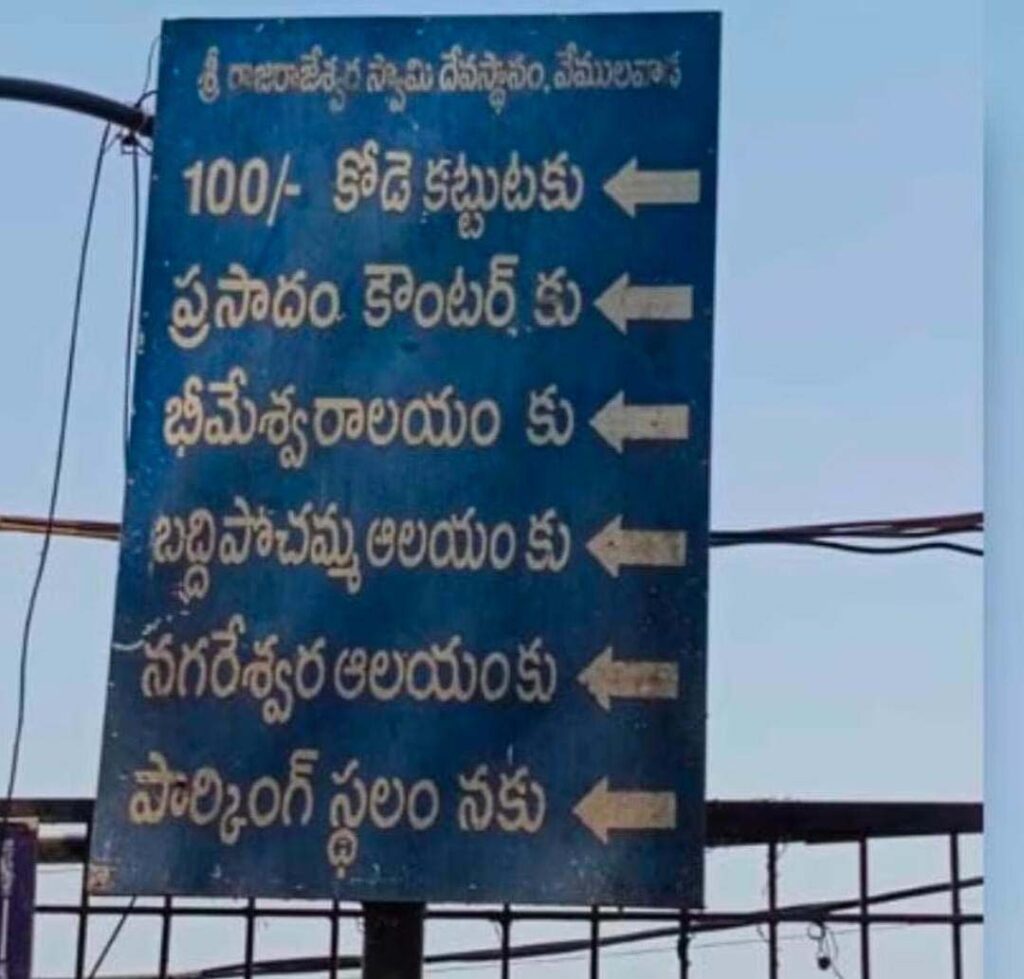 శ్రీ రాజరాజేశ్వర స్వామి దేవస్థానం, వేములవాడ
100/- కోడె కట్టుటకు
ప్రసాదం కౌంటర్ కు
భీమేశ్వరాలయం కు
బద్ది పోచమ్మ ఆలయం కు
నగరేశ్వర ఆలయంకు
పార్కింగ్ స్థలం నకు